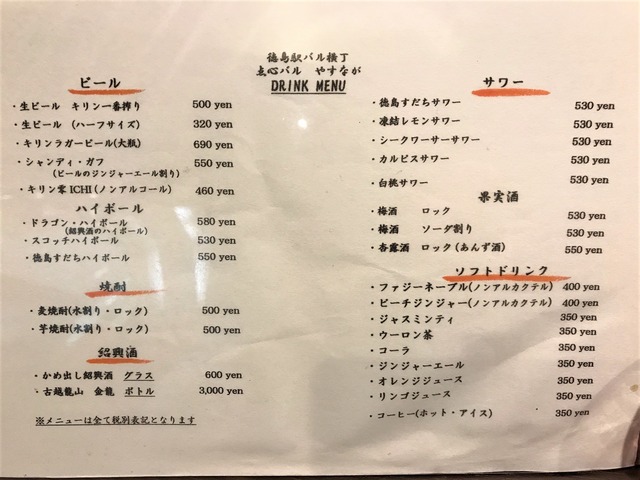 徳島駅バル横丁
点心バル やすなが
DRINK MENU
ビール
・生ビール キリン一番搾り 500 yen
・生ビール (ハーフサイズ) 320 yen
・キリンラガービール(大瓶) 690 yen
・シャンディ・ガフ 550 yen
(ビールのジンジャーエール割り)
・キリン零ICHI(ノンアルコール) 460 yen
ハイボール
・ドラゴン・ハイボール 580 yen
(紹興酒のハイボール)
・スコッチハイボール 530 yen
・徳島すだちハイボール 550 yen
焼酎
・麦焼酎(水割り・ロック) 500 yen
・芋焼酎(水割り・ロック) 500 yen
紹興酒
・かめ出し紹興酒 グラス 600 yen
・古越龍山 金龍 ボトル 3,000 yen
※メニューは全て税別表記となります
サワー
・徳島すだちサワー 530 yen
・凍結レモンサワー 530 yen
・シークワーサーサワー 530 yen
・カルピスサワー 530 yen
・白桃サワー 530 yen
果実酒
・梅酒 ロック 530 yen
・梅酒 ソーダ割り 530 yen
・杏露酒 ロック(あんず酒) 550 yen
ソフトドリンク
・ファジーネーブル(ノンアルカクテル) 400 yen
・ピーチジンジャー(ノンアルカクテル) 400 yen
・ジャスミンティ 350 yen
・ウーロン茶 350 yen
・コーラ 350 yen
・ジンジャーエール 350 yen
・オレンジジュース 350 yen
・リンゴジュース 350 yen
・コーヒー(ホット・アイス) 350 yen